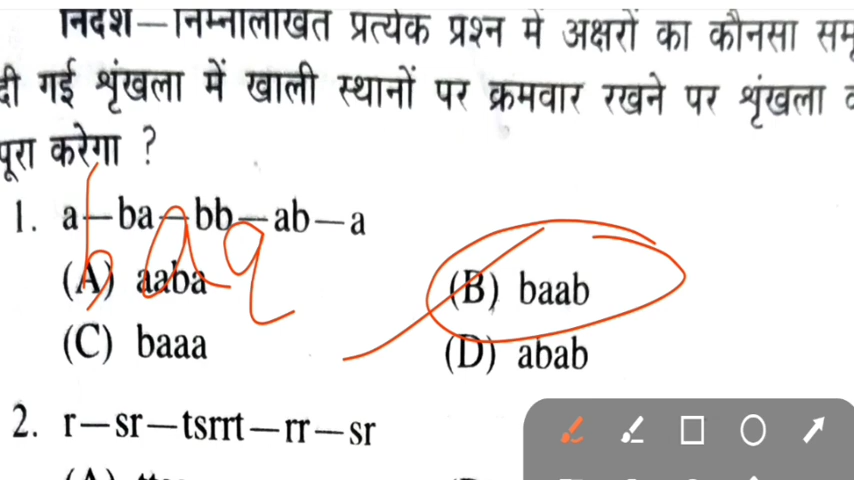 निर्देश—निम्नलिखित प्रत्येक प्रश्न में अक्षरों का कौनसा
दी गई श्रृंखला में खाली स्थानों पर क्रमवार रखने पर श्रृंखला
पूरा करेगा ?
1. a—ba—bb—ab—a
b a a
(A) aaba (B) baab
(C) baaa (D) abab
2. r—sr—tsrrt—rr—sr